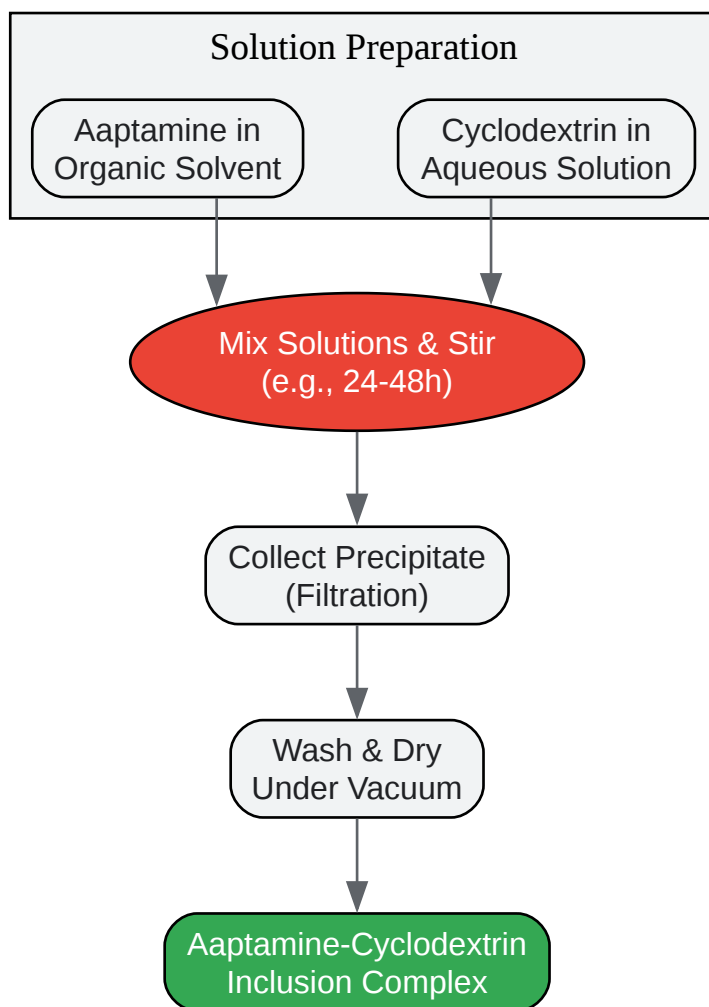 Solution Preparation
Aaptamine in
Organic Solvent
Cyclodextrin in
Aqueous Solution
Mix Solutions & Stir
(e.g., 24-48h)
Collect Precipitate
(Filtration)
Wash & Dry
Under Vacuum
Aaptamine-Cyclodextrin
Inclusion Complex